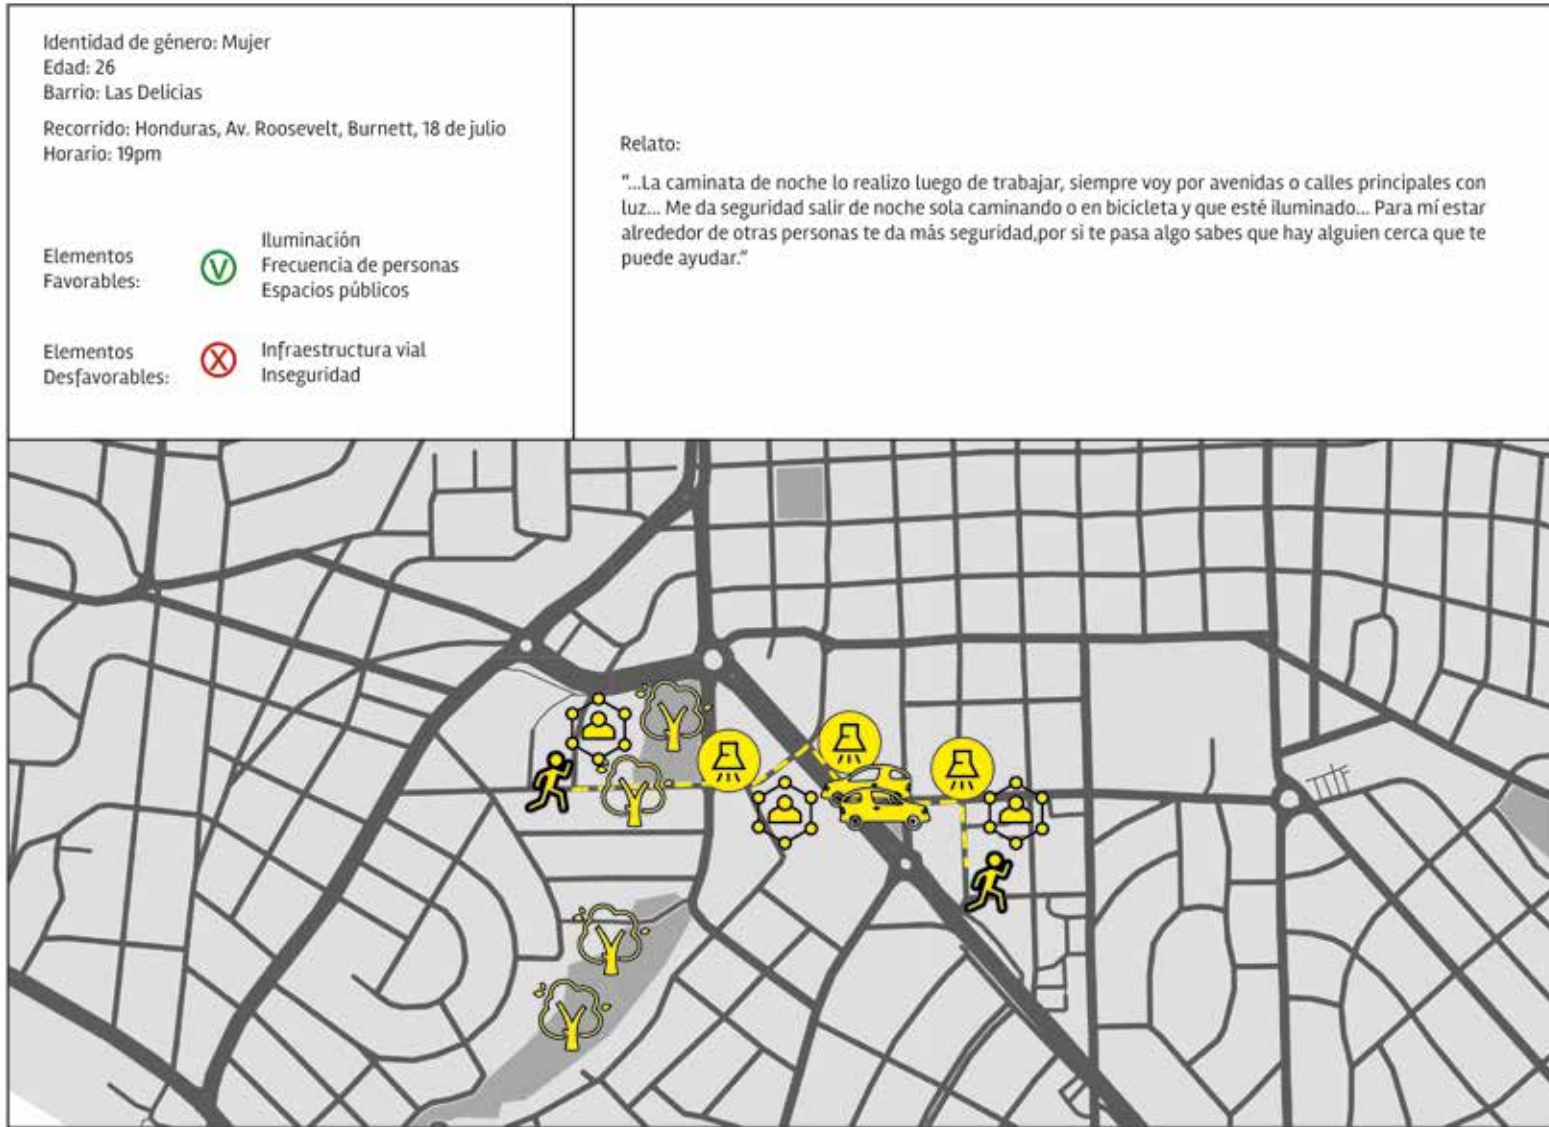 Identidad de género: Mujer
Edad: 26
Barrio: Las Delicias
Recorrido: Honduras, Av. Roosevelt, Burnett, 18 de julio
Horario: 19pm
Elementos
Favorables:
V
Iluminación
Frecuencia de personas
Espacios públicos
Elementos
Desfavorables:
X
Infraestructura vial
Inseguridad
Relato:
"...La caminata de noche lo realizo luego de trabajar, siempre voy por avenidas o calles principales con
luz... Me da seguridad salir de noche sola caminando o en bicicleta y que esté iluminado... Para mí estar
alrededor de otras personas te da más seguridad,por si te pasa algo sabes que hay alguien cerca que te
puede ayudar."